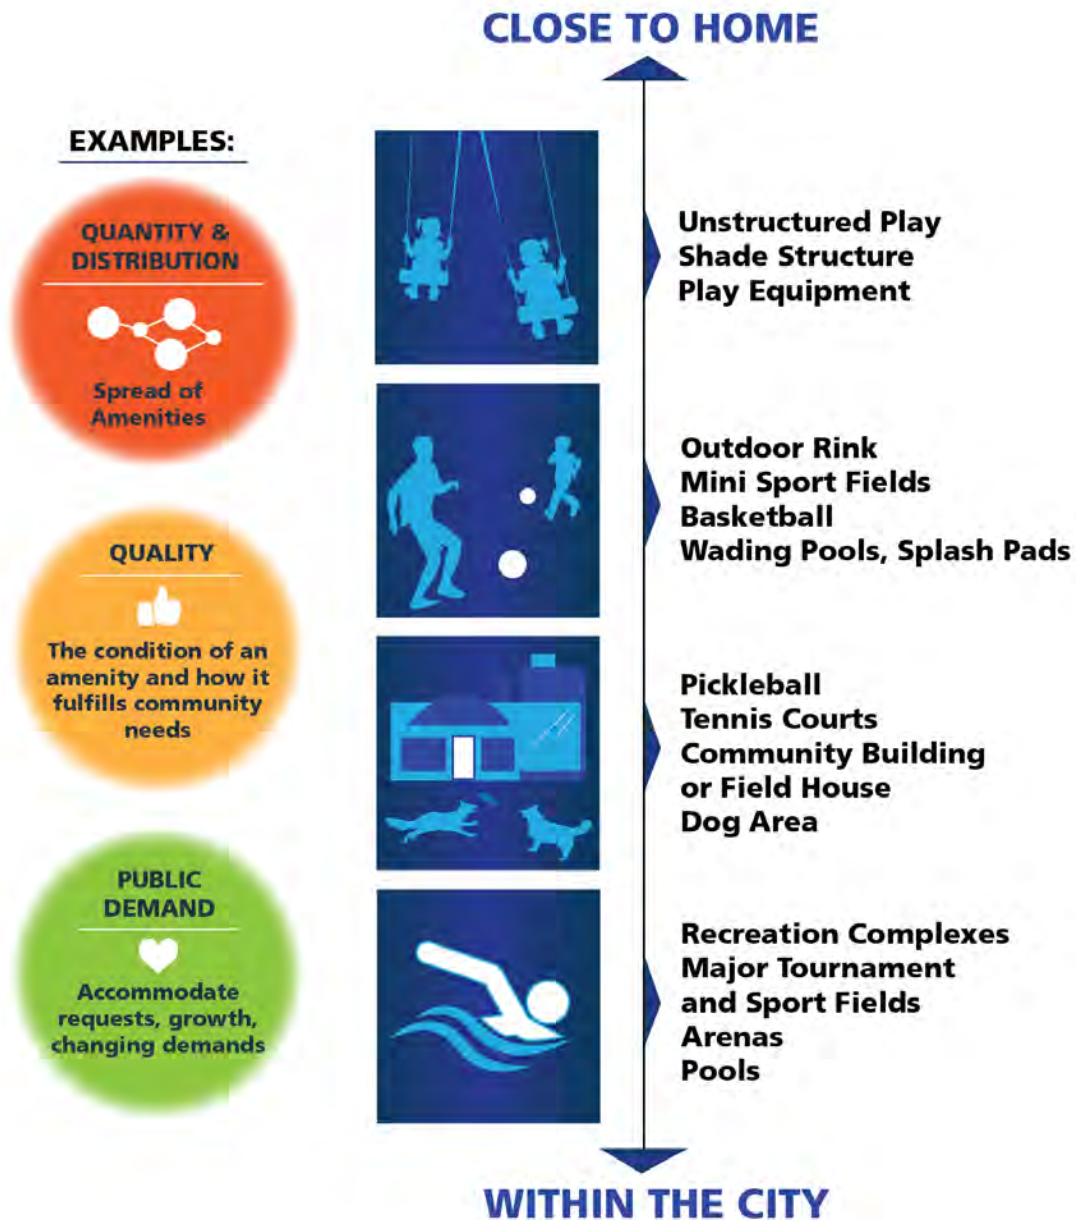 CLOSE TO HOME
EXAMPLES:
QUANTITY &
DISTRIBUTION
Spread of
Amenities
QUALITY
The condition of an
amenity and how it
fulfills community
needs
PUBLIC
DEMAND
Accommodate
requests, growth,
changing demands
Unstructured Play
Shade Structure
Play Equipment
Outdoor Rink
Mini Sport Fields
Basketball
Wading Pools, Splash Pads
Pickleball
Tennis Courts
Community Building
or Field House
Dog Area
Recreation Complexes
Major Tournament
and Sport Fields
Arenas
Pools
WITHIN THE CITY